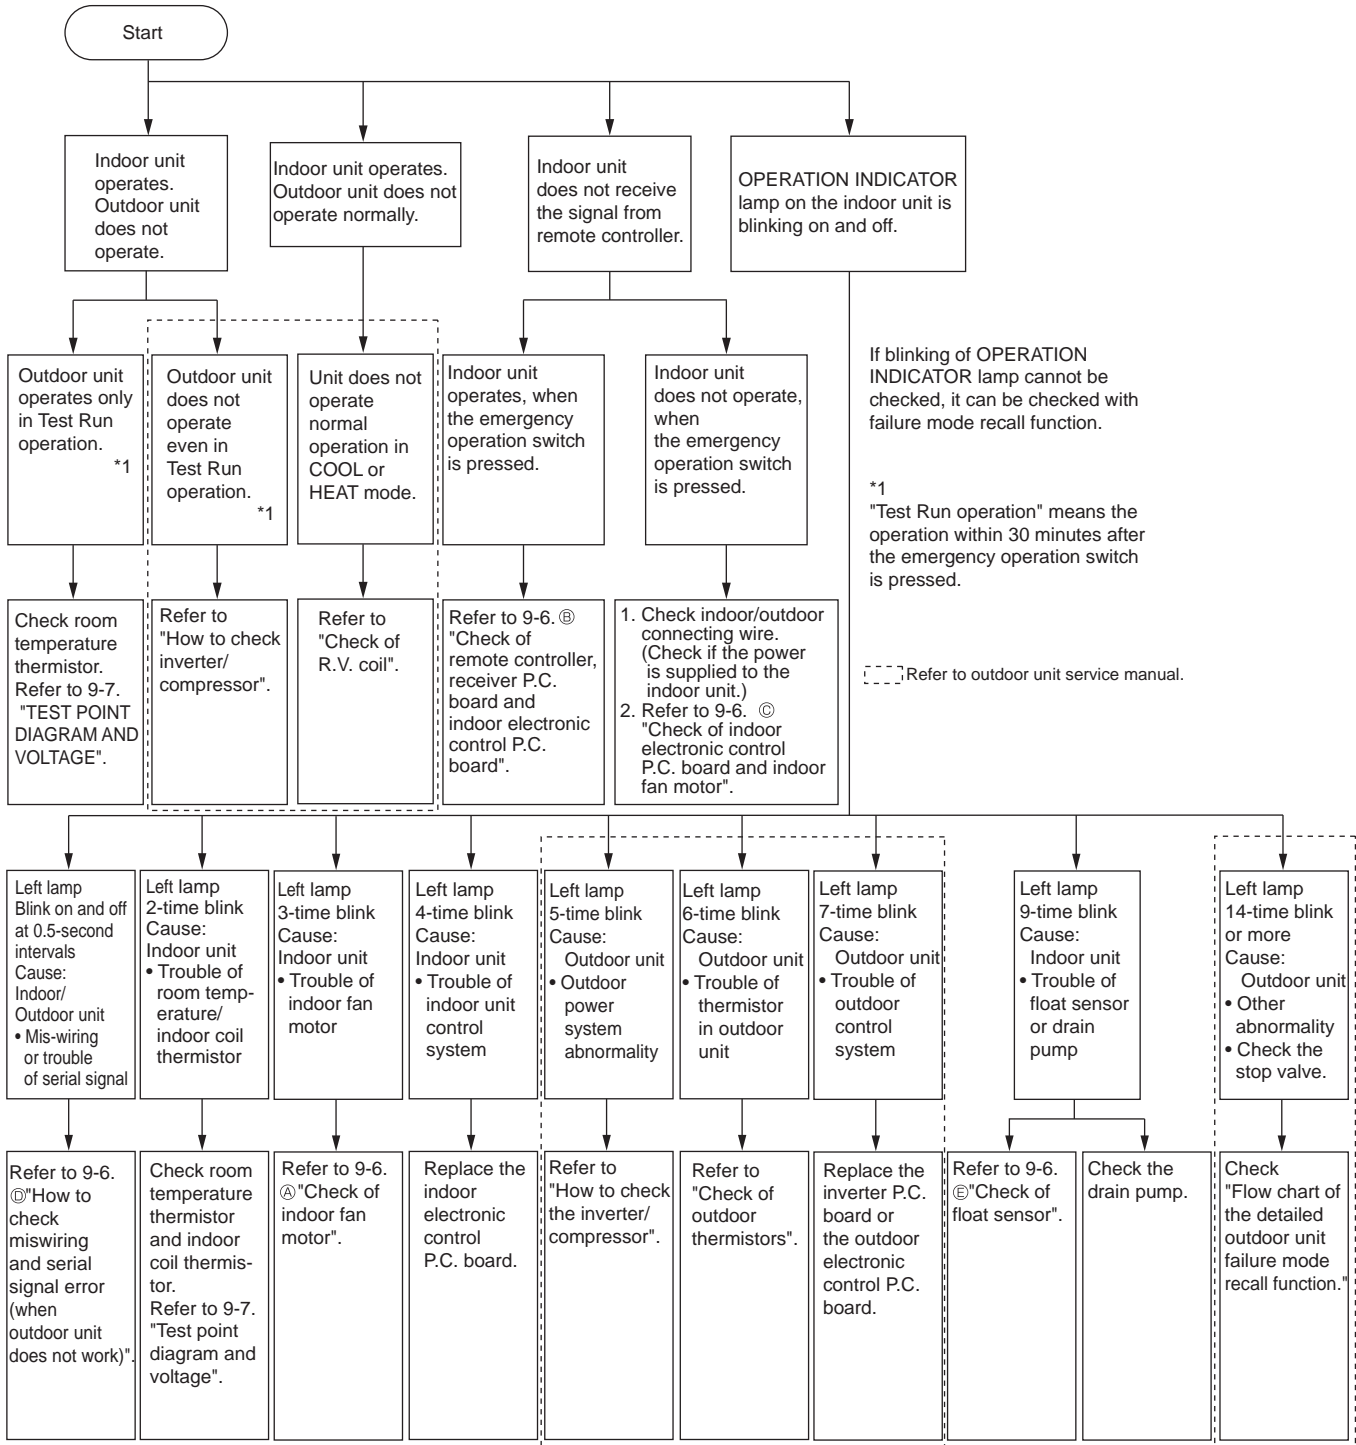 Start
Indoor unit
operates.
Outdoor unit
does not
operate.
Indoor unit operates.
Outdoor unit does not
operate normally.
Indoor unit
does not receive
the signal from
remote controller.
OPERATION INDICATOR
lamp on the indoor unit is
blinking on and off.
Outdoor unit
operates only
in Test Run
operation.
*1
Outdoor unit
does not
operate
even in
Test Run
operation.
*1
Unit does not
operate
normal
operation in
COOL or
HEAT mode.
Indoor unit
operates, when
the emergency
operation switch
is pressed.
Indoor unit
does not operate,
when
the emergency
operation switch
is pressed.
If blinking of OPERATION
INDICATOR lamp cannot be
checked, it can be checked with
failure mode recall function.
*1
"Test Run operation" means the
operation within 30 minutes after
the emergency operation switch
is pressed.
Refer to outdoor unit service manual.
Check room
temperature
thermistor.
Refer to 9-7.
"TEST POINT
DIAGRAM AND
VOLTAGE".
Refer to
"How to check
inverter/
compressor".
Refer to
"Check of
R.V. coil".
Refer to 9-6. Ⓑ
"Check of
remote controller,
receiver P.C.
board and
indoor electronic
control P.C.
board".
1. Check indoor/outdoor
connecting wire.
(Check if the power
is supplied to the
indoor unit.)
2. Refer to 9-6. Ⓒ
"Check of indoor
electronic control
P.C. board and indoor
fan motor".
Left lamp
Blink on and off
at 0.5-second
intervals
Cause:
Indoor/
Outdoor unit
• Mis-wiring
or trouble
of serial signal
Left lamp
2-time blink
Cause:
Indoor unit
• Trouble of
room temp-
erature/
indoor coil
thermistor
Left lamp
3-time blink
Cause:
Indoor unit
• Trouble of
indoor fan
motor
Left lamp
4-time blink
Cause:
Indoor unit
• Trouble of
indoor unit
control
system
Left lamp
5-time blink
Cause:
Outdoor unit
• Outdoor
power
system
abnormality
Left lamp
6-time blink
Cause:
Outdoor unit
• Trouble of
thermistor
in outdoor
unit
Left lamp
7-time blink
Cause:
Outdoor unit
• Trouble of
outdoor
control
system
Left lamp
9-time blink
Cause:
Indoor unit
• Trouble of
float sensor
or drain
pump
Left lamp
14-time blink
or more
Cause:
Outdoor unit
• Other
abnormality
• Check the
stop valve.
Refer to 9-6.
Ⓓ"How to
check
miswiring
and serial
signal error
(when
outdoor unit
does not work)".
Check room
temperature
thermistor
and indoor
coil thermis-
tor.
Refer to 9-7.
"Test point
diagram and
voltage".
Refer to 9-6.
Ⓐ"Check of
indoor fan
motor".
Replace the
indoor
electronic
control
P.C. board.
Refer to
"How to check
the inverter/
compressor".
Refer to
"Check of
outdoor
thermistors".
Replace the
inverter P.C.
board or
the outdoor
electronic
control P.C.
board.
Refer to 9-6.
Ⓔ"Check of
float sensor".
Check the
drain pump.
Check
"Flow chart of
the detailed
outdoor unit
failure mode
recall function."